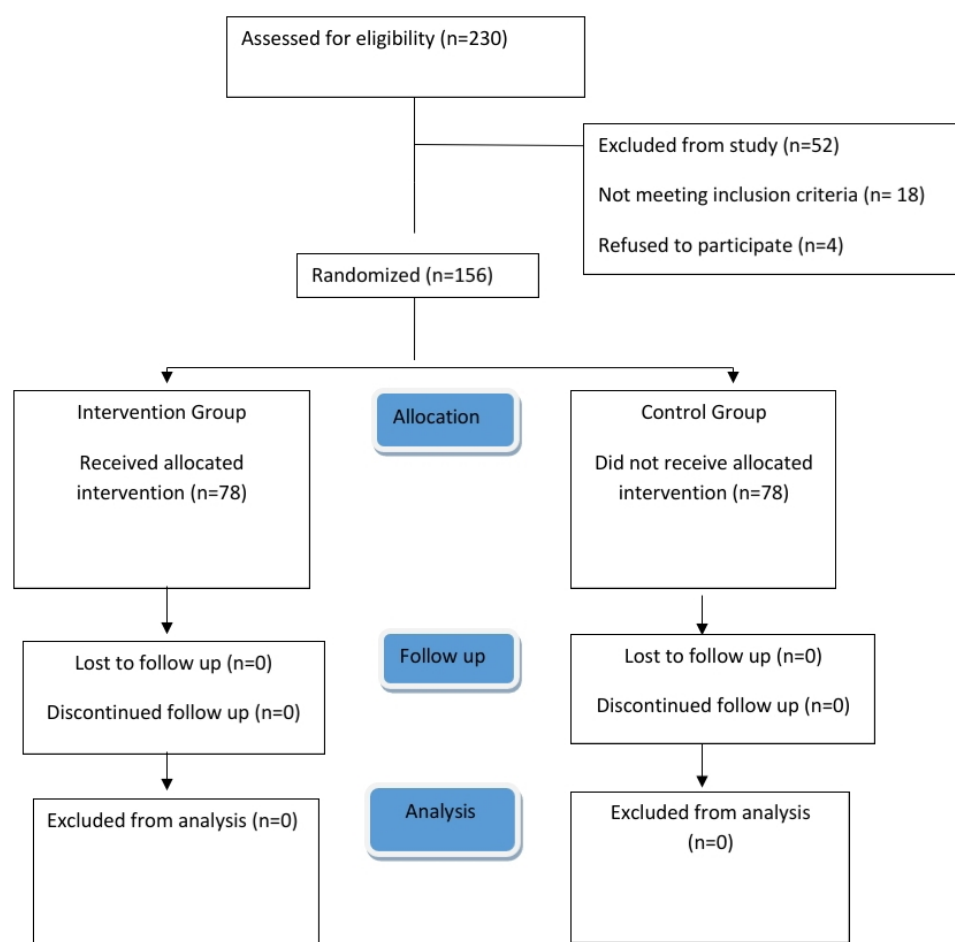 Assessed for eligibility (n=230)
Excluded from study (n=52)
Not meeting inclusion criteria (n= 18)
Refused to participate (n=4)
Randomized (n=156)
Intervention Group
Received allocated
intervention (n=78)
Allocation
Control Group
Did not receive allocated
intervention (n=78)
Lost to follow up (n=0)
Discontinued follow up (n=0)
Follow up
Lost to follow up (n=0)
Discontinued follow up (n=0)
Excluded from analysis (n=0)
Analysis
Excluded from analysis
(n=0)